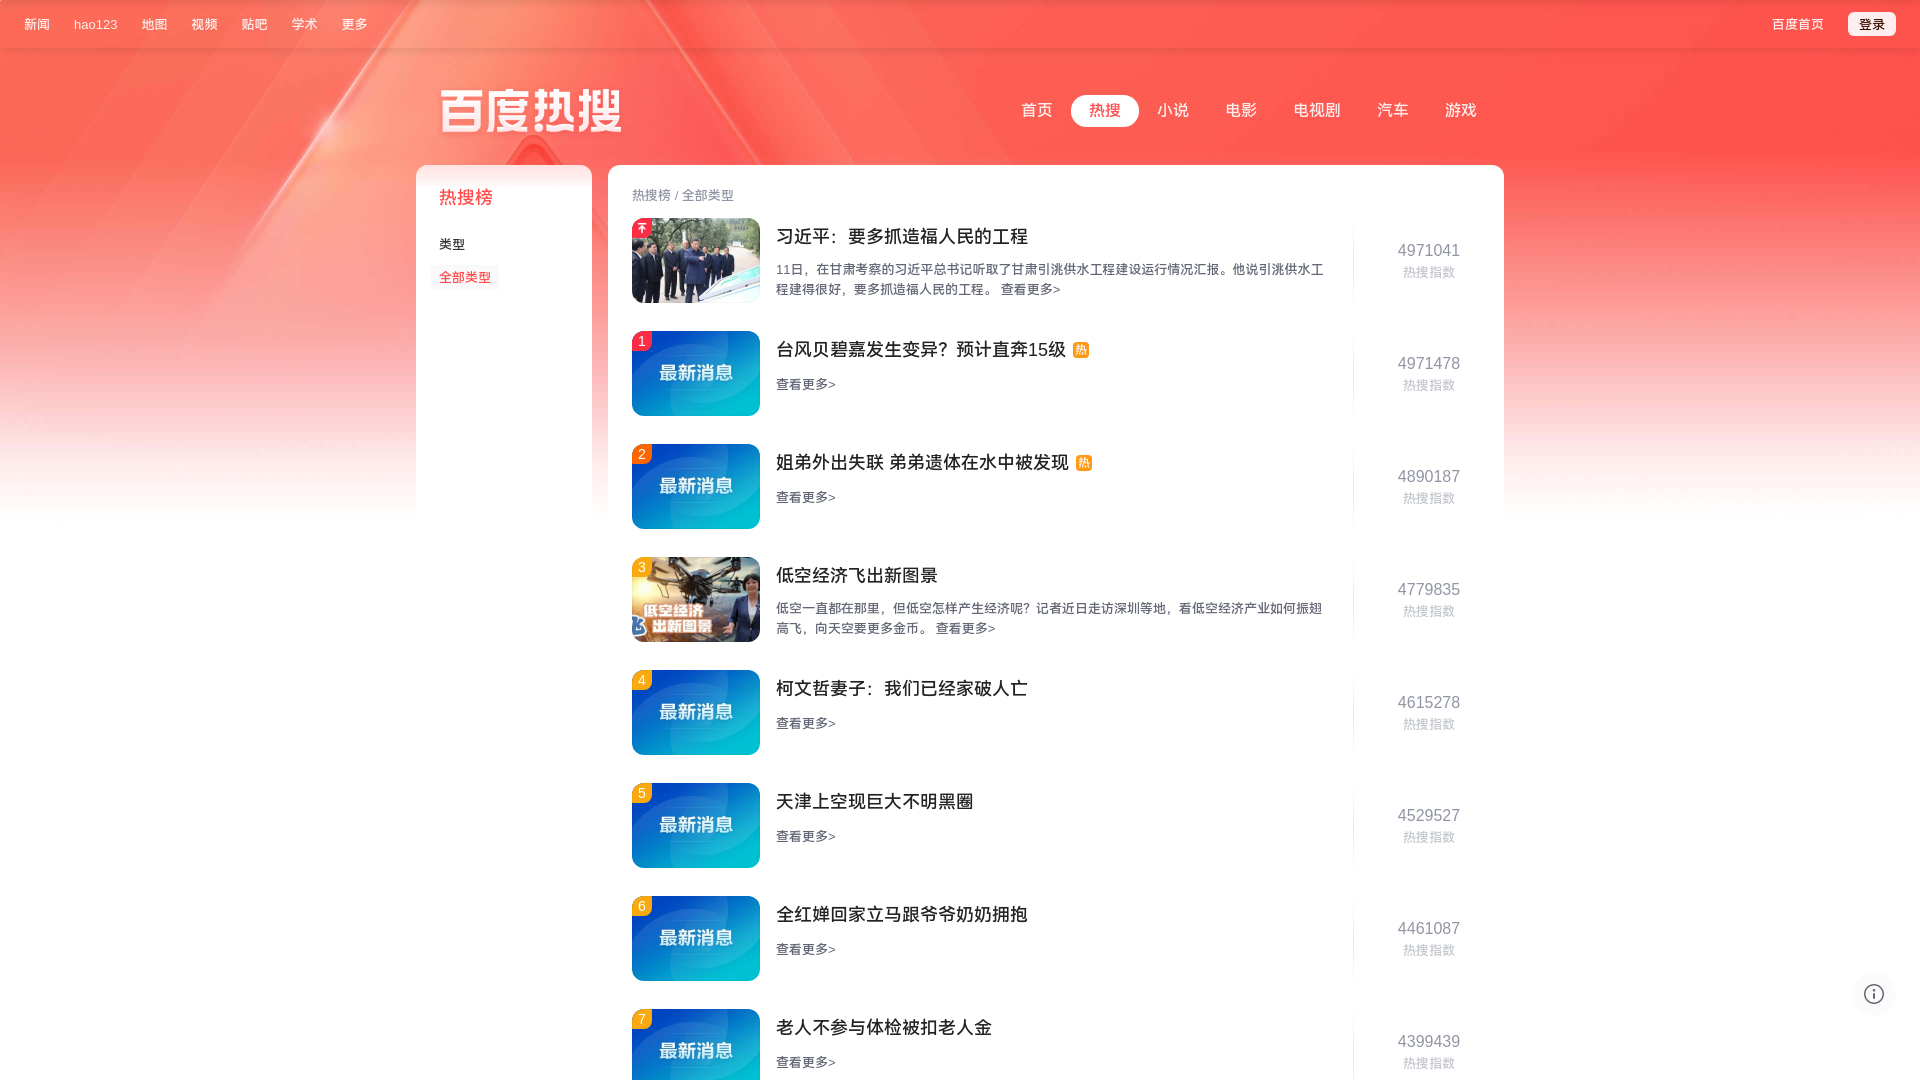 新闻
hao123
地图
视频
贴吧
学术
更多
百度首页
登录
百度热搜
首页
热搜
小说
电影
电视剧
汽车
游戏
热搜榜
类型
全部类型
热搜榜 / 全部类型
习近平：要多抓造福人民的工程
11日，在甘肃考察的习近平总书记听取了甘肃引洮供水工程建设运行情况汇报。他说引洮供水工
程建得很好，要多抓造福人民的工程。 查看更多>
4971041
热搜指数
1
最新消息
台风贝碧嘉发生变异？预计直奔15级 热
查看更多>
4971478
热搜指数
2
最新消息
姐弟外出失联 弟弟遗体在水中被发现 热
查看更多>
4890187
热搜指数
3
低空经济
飞出新图景
低空经济飞出新图景
低空一直都在那里，但低空怎样产生经济呢？记者近日走访深圳等地，看低空经济产业如何振翅
高飞，向天空要更多金币。 查看更多>
4779835
热搜指数
4
最新消息
柯文哲妻子：我们已经家破人亡
查看更多>
4615278
热搜指数
5
最新消息
天津上空现巨大不明黑圈
查看更多>
4529527
热搜指数
6
最新消息
全红婵回家立马跟爷爷奶奶拥抱
查看更多>
4461087
热搜指数
7
最新消息
老人不参与体检被扣老人金
查看更多>
4399439
热搜指数